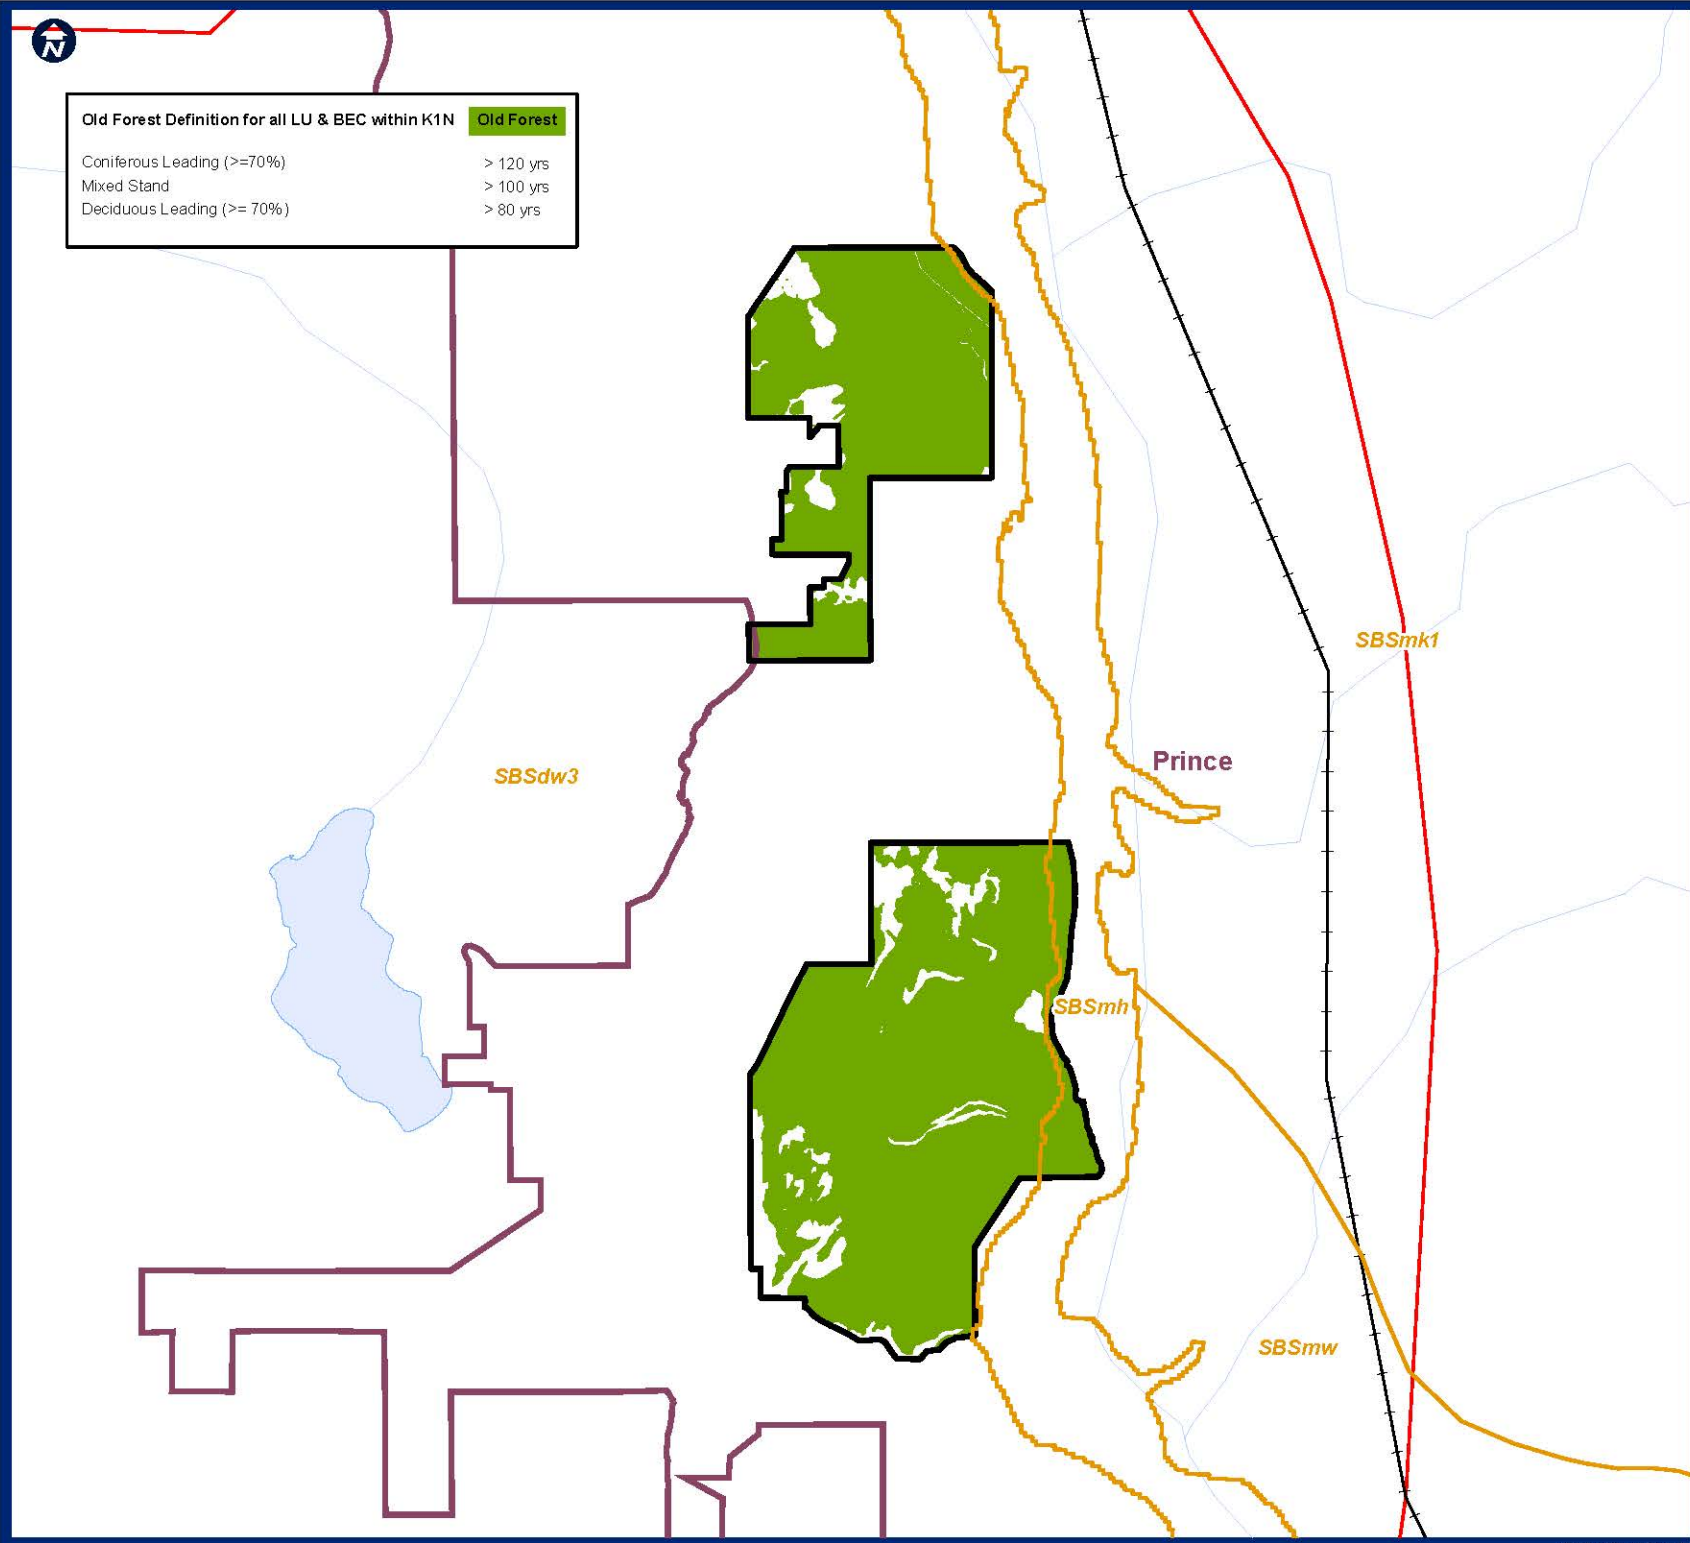 N
Old Forest Definition for all LU & BEC within K1N Old Forest
Coniferous Leading (>=70%) > 120 yrs
Mixed Stand > 100 yrs
Deciduous Leading (>= 70%) > 80 yrs
SBSmk1
Prince
SBSdw3
SBSmh
SBSmw